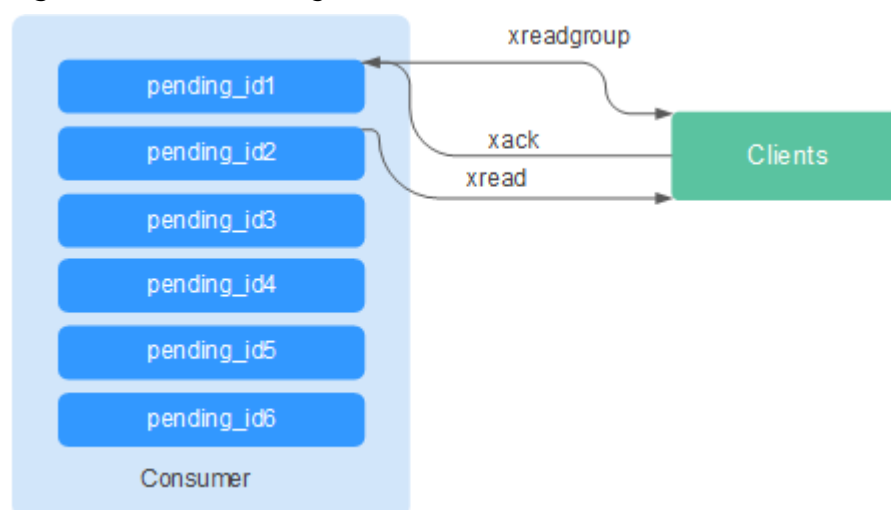 xreadgroup
pending_id1
xack
pending_id2
Clients
xread
pending_id3
pending_id4
pending_id5
pending_id6
Consumer